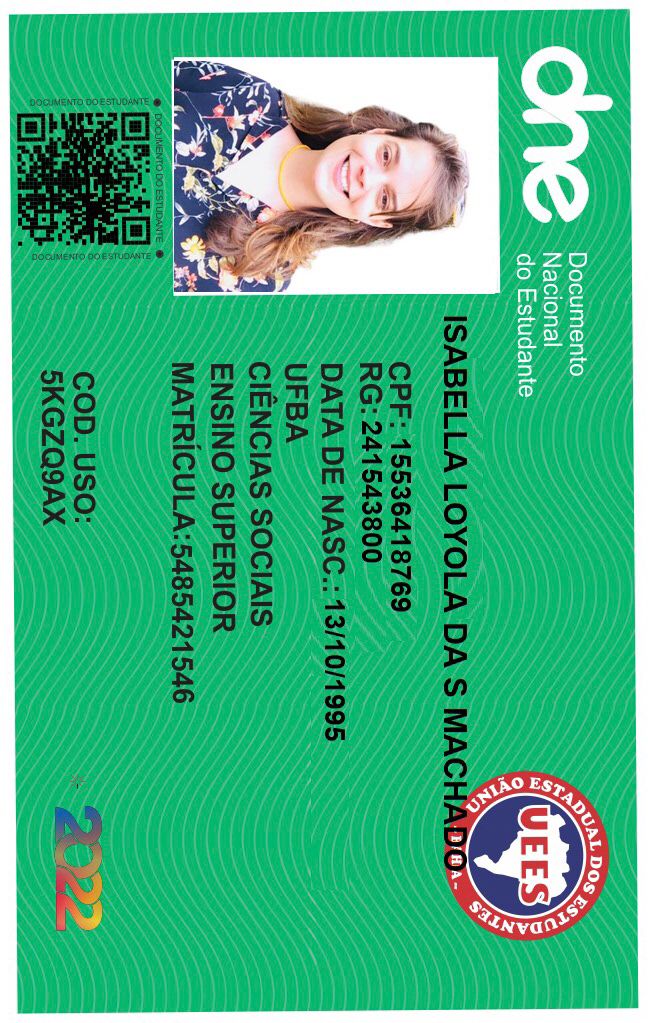 dne
Documento
Nacional
do Estudante
UNIÃO ESTADUAL DOS ESTUDANTES
UEES
ISABELLA LOYOLA DA S MACHADO
CPF: 15536418769
RG: 241543800
DATA DE NASC.: 13/10/1995
UFBA
CIÊNCIAS SOCIAIS
ENSINO SUPERIOR
MATRÍCULA:5485421546
DOCUMENTO DO ESTUDANTE
DOCUMENTO DO ESTUDANTE
DOCUMENTO DO ESTUDANTE
COD. USO:
5KGZQ9AX
2022